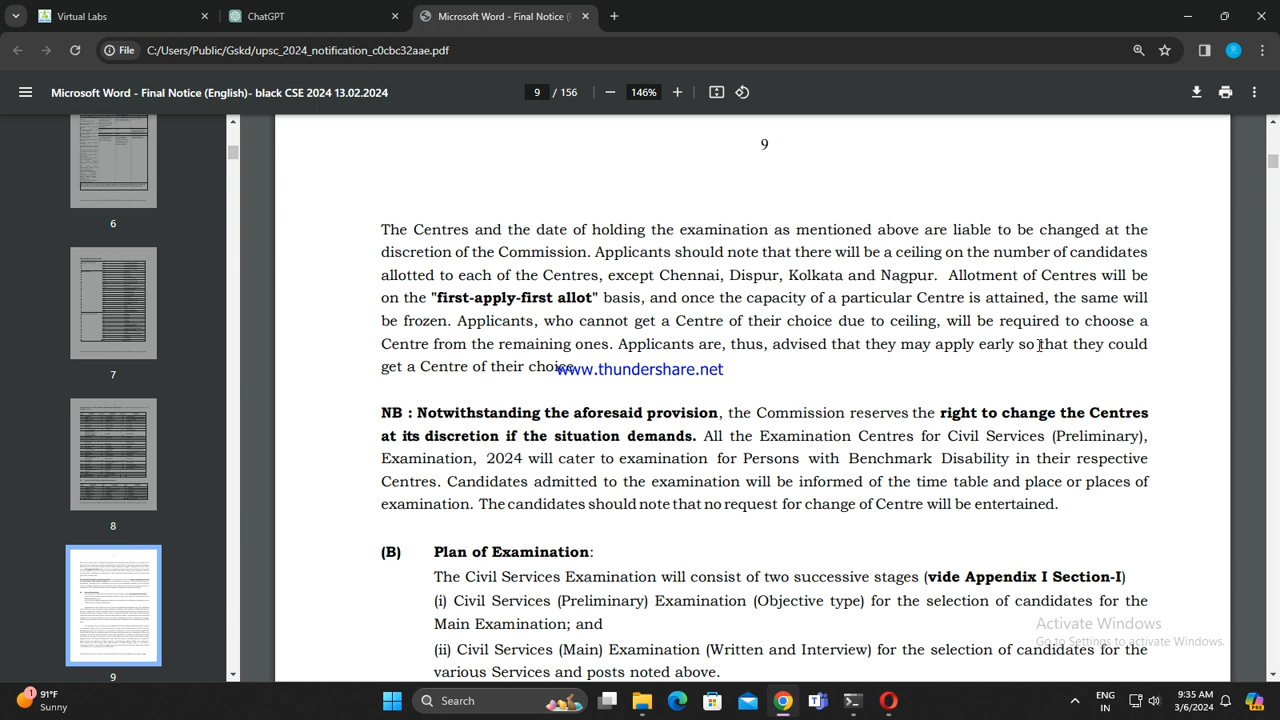 Virtual Labs
ChatGPT
Microsoft Word - Final Notice (
File C:/Users/Public/Gskd/upsc_2024_notification_c0cbc32aae.pdf
Microsoft Word - Final Notice (English)- black CSE 2024 13.02.2024
9 / 156
146%
6
7
8
9
9
The Centres and the date of holding the examination as mentioned above are liable to be changed at the
discretion of the Commission. Applicants should note that there will be a ceiling on the number of candidates
allotted to each of the Centres, except Chennai, Dispur, Kolkata and Nagpur. Allotment of Centres will be
on the "first-apply-first allot" basis, and once the capacity of a particular Centre is attained, the same will
be frozen. Applicants, who cannot get a Centre of their choice due to ceiling, will be required to choose a
Centre from the remaining ones. Applicants are, thus, advised that they may apply early so that they could
get a Centre of their choice.
www.thundershare.net
NB : Notwithstanding the aforesaid provision, the Commission reserves the right to change the Centres
at its discretion if the situation demands. All the Examination Centres for Civil Services (Preliminary),
Examination, 2024 will cater to examination for Persons with Benchmark Disability in their respective
Centres. Candidates admitted to the examination will be informed of the time table and place or places of
examination. The candidates should note that no request for change of Centre will be entertained.
(B) Plan of Examination:
The Civil Services Examination will consist of two successive stages (vide Appendix I Section-I)
(i) Civil Services (Preliminary) Examination (Objective type) for the selection of candidates for the
Main Examination; and
(ii) Civil Services (Main) Examination (Written and Interview) for the selection of candidates for the
various Services and posts noted above.
Activate Windows
Go to Settings to activate Windows.
1
91°F
Sunny
Search
ENG
IN
9:35 AM
3/6/2024